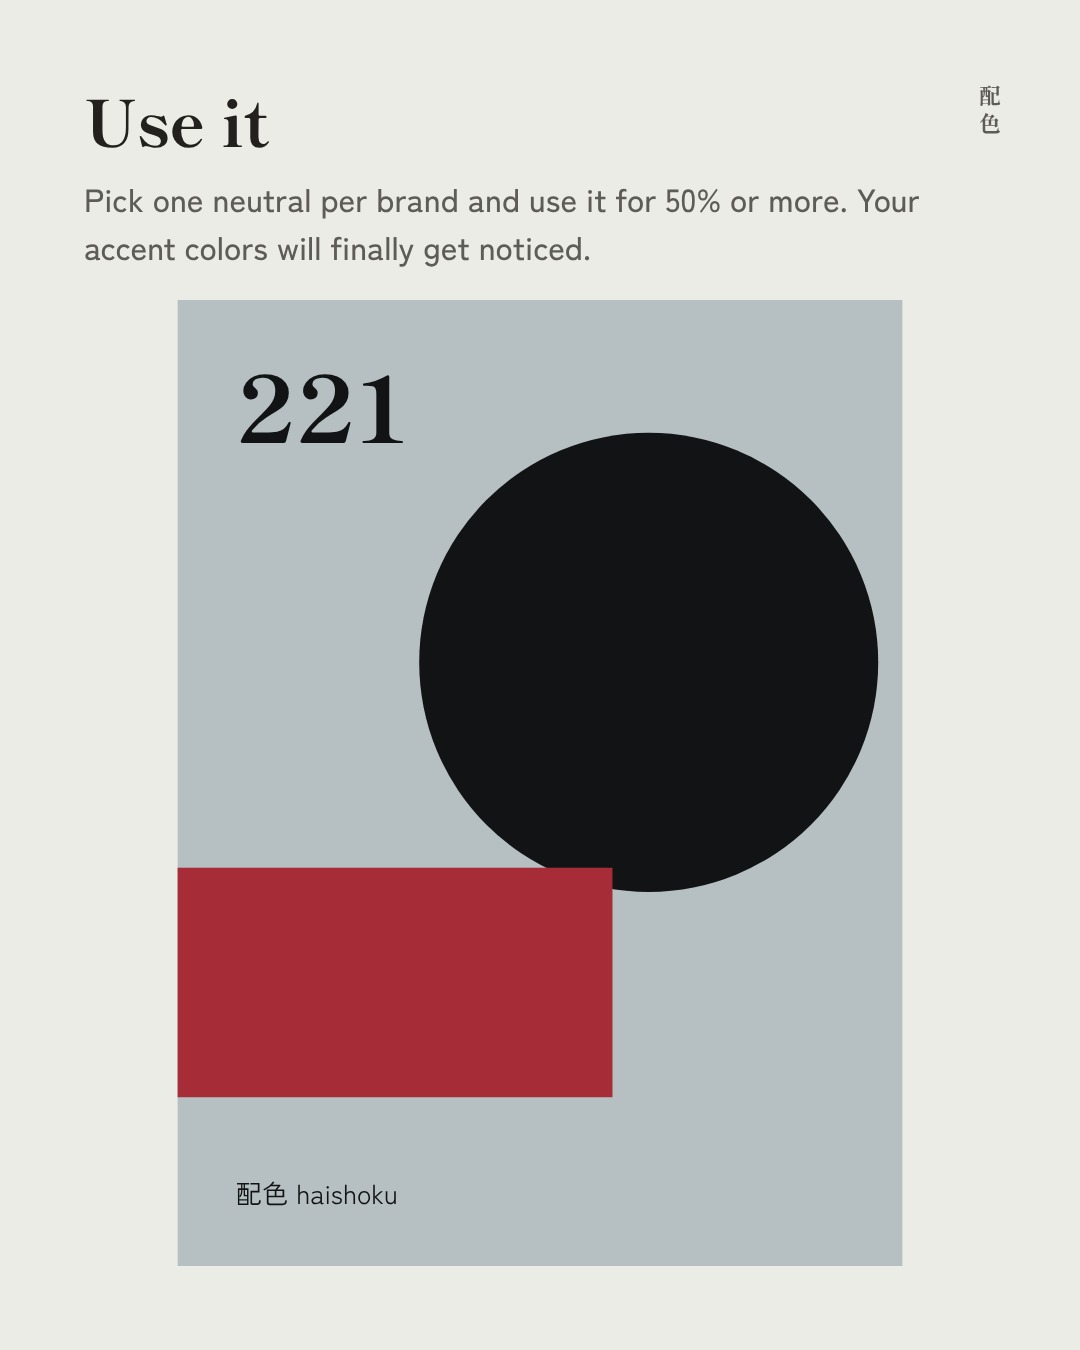 Use it
配色
Pick one neutral per brand and use it for 50% or more. Your
accent colors will finally get noticed.
221
配色 haishoku